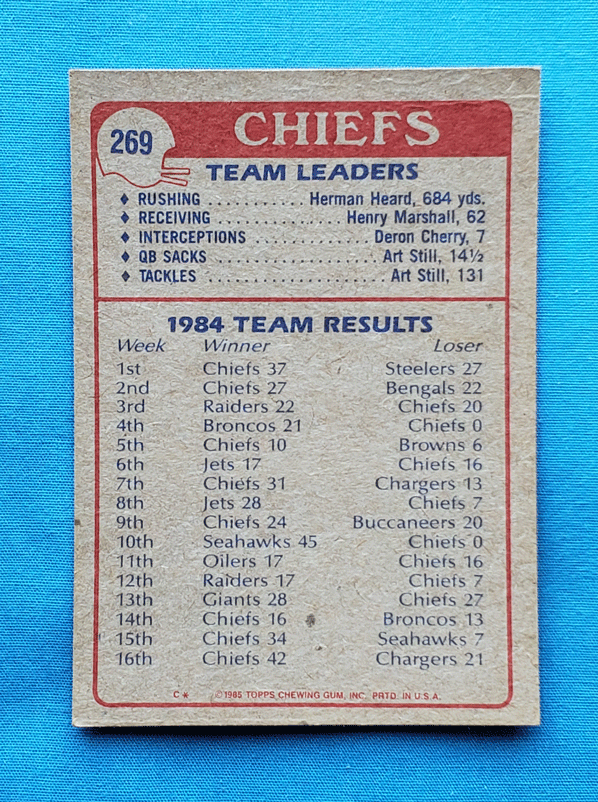 269
CHIEFS
TEAM LEADERS
♦ RUSHING ........... Herman Heard, 684 yds.
♦ RECEIVING .............. Henry Marshall, 62
♦ INTERCEPTIONS ............. Deron Cherry, 7
♦ QB SACKS .................... Art Still, 14½
♦ TACKLES ..................... Art Still, 131
1984 TEAM RESULTS
Week Winner Loser
1st Chiefs 37 Steelers 27
2nd Chiefs 27 Bengals 22
3rd Raiders 22 Chiefs 20
4th Broncos 21 Chiefs 0
5th Chiefs 10 Browns 6
6th Jets 17 Chiefs 16
7th Chiefs 31 Chargers 13
8th Jets 28 Chiefs 7
9th Chiefs 24 Buccaneers 20
10th Seahawks 45 Chiefs 0
11th Oilers 17 Chiefs 16
12th Raiders 17 Chiefs 7
13th Giants 28 Chiefs 27
14th Chiefs 16 Broncos 13
15th Chiefs 34 Seahawks 7
16th Chiefs 42 Chargers 21
C* ©1985 TOPPS CHEWING GUM, INC. PRTD. IN U.S.A.